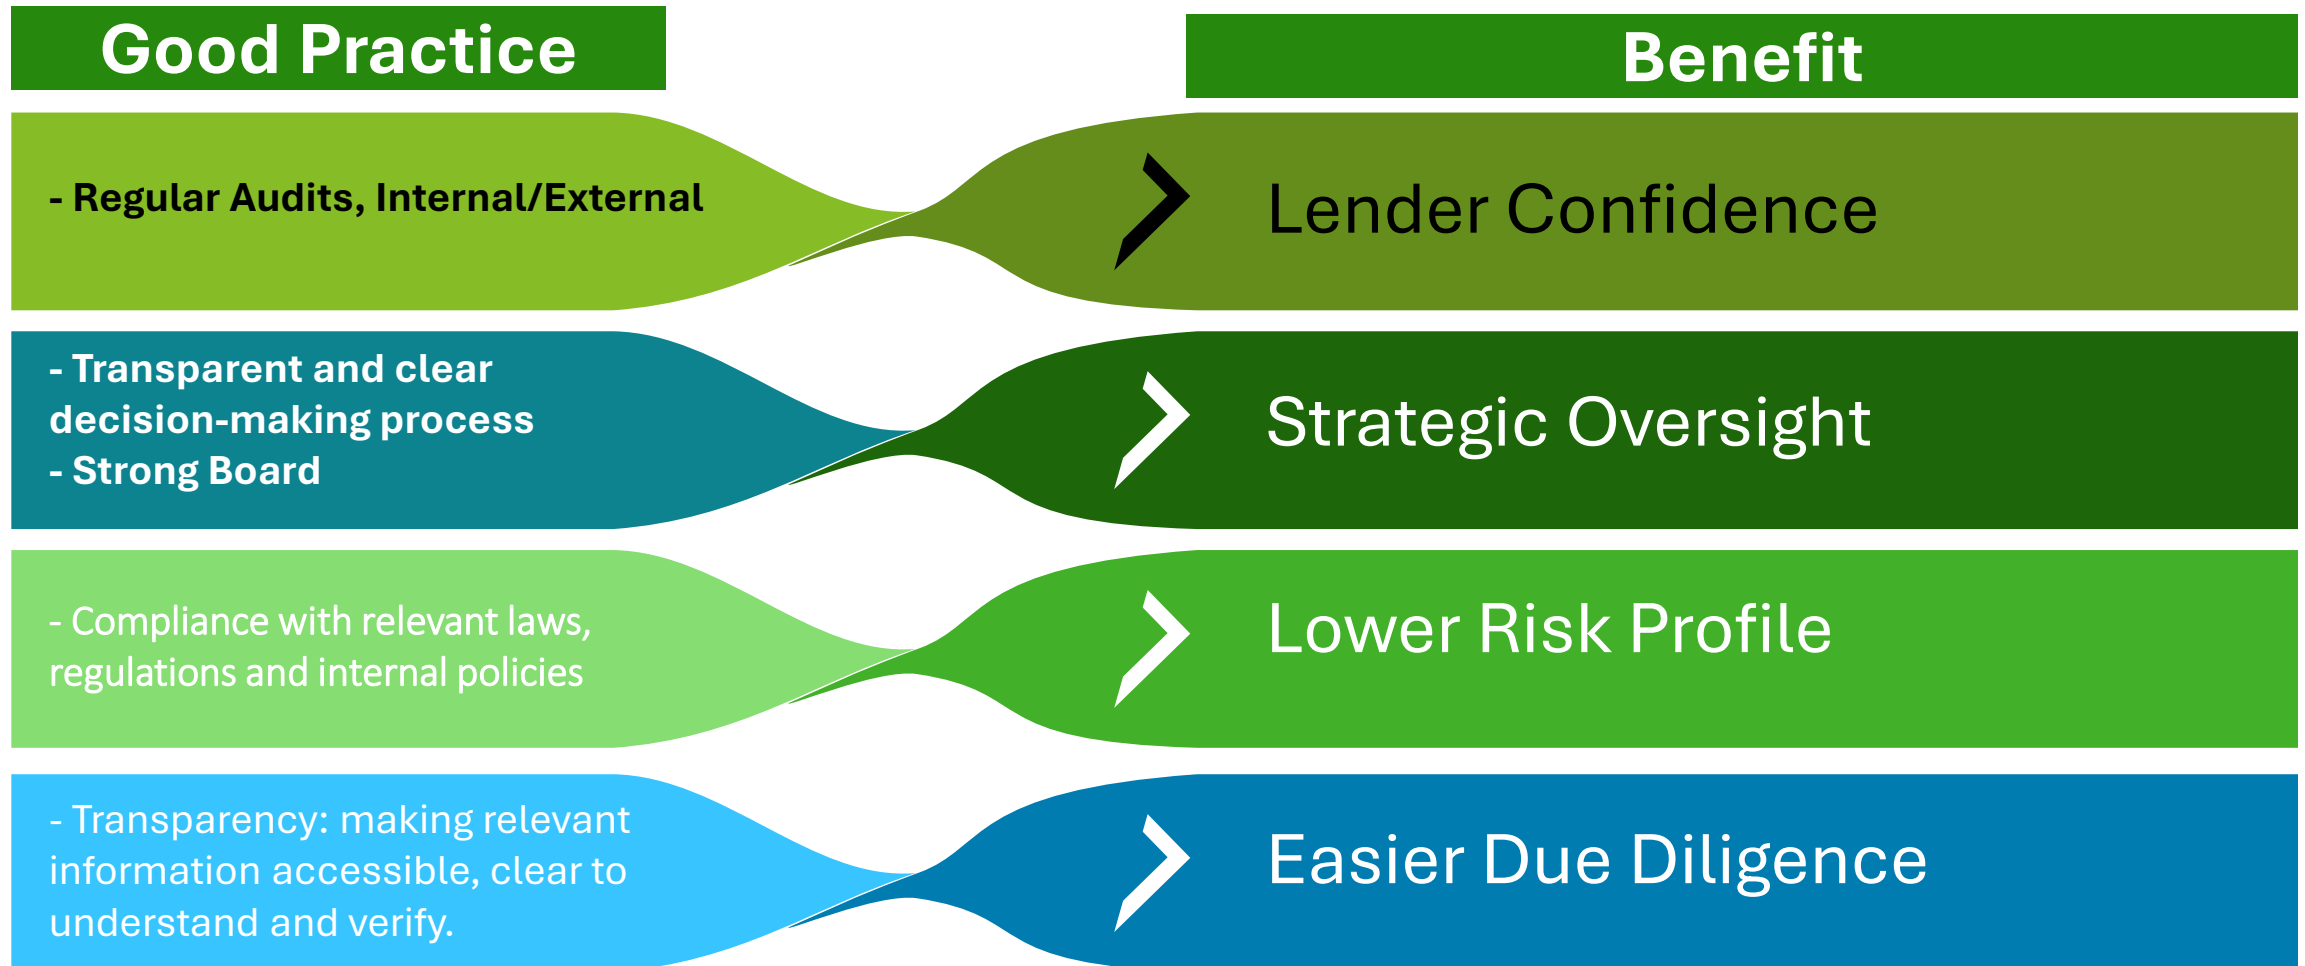 Good Practice
Benefit
- Regular Audits, Internal/External
Lender Confidence
- Transparent and clear
decision-making process
- Strong Board
Strategic Oversight
- Compliance with relevant laws,
regulations and internal policies
Lower Risk Profile
- Transparency: making relevant
information accessible, clear to
understand and verify.
Easier Due Diligence